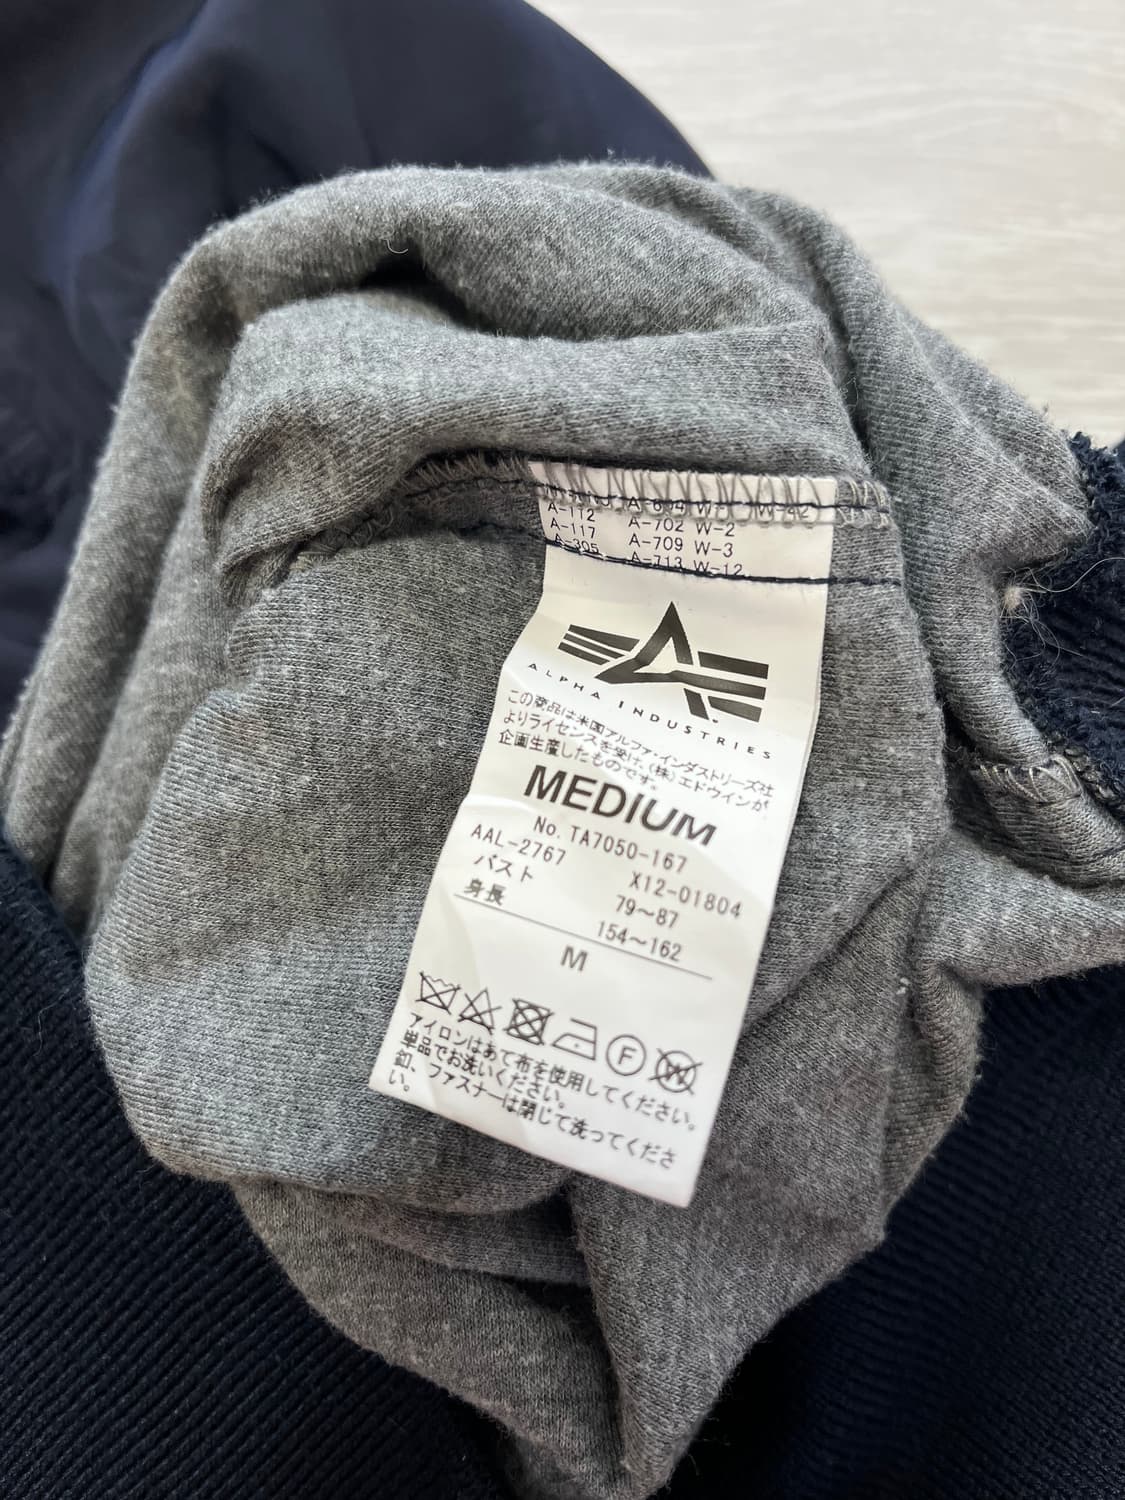 A-112 A-702 W-2
A-117 A-709 W-3
A-305 A-713 W-12
ALPHA INDUSTRIES
この商品は米国アルファ・インダストリーズ社
よりライセンスを受け、(株)エドウインが
企画生産したものです。
MEDIUM
No. TA7050-167
AAL-2767 X12-01804
バスト 79〜87
身長 154〜162
M
F
W
アイロンはあて布を使用してください。
単品でお洗いください。
釦、ファスナーは閉じて洗ってくださ
い。